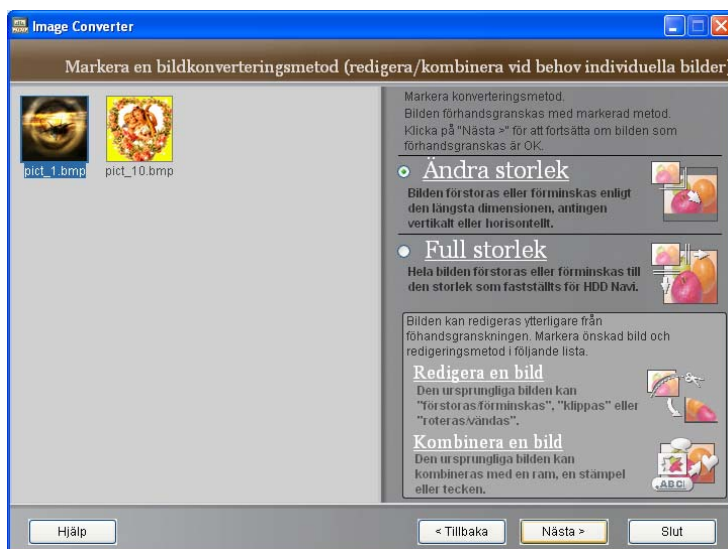 Image Converter
Markera en bildkonverteringsmetod (redigera/kombinera vid behov individuella bilder)
pict_1.bmp
pict_10.bmp
Markera konverteringsmetod.
Bilden förhandsgranskas med markerad metod.
Klicka på "Nästa >" för att fortsätta om bilden som
förhandsgranskas är OK.
Ändra storlek
Bilden förstoras eller förminskas enligt
den längsta dimensionen, antingen
vertikalt eller horisontellt.
Full storlek
Hela bilden förstoras eller förminskas till
den storlek som fastställts för HDD Navi.
Bilden kan redigeras ytterligare från
föhandsgranskningen. Markera önskad bild och
redigeringsmetod i följande lista.
Redigera en bild
Den ursprungliga bilden kan
"förstoras/förminskas", "klippas" eller
"roteras/vändas".
Kombinera en bild
Den ursprungliga bilden kan
kombineras med en ram, en stämpel
eller tecken.
ABC
Hjälp
< Tillbaka
Nästa >
Slut